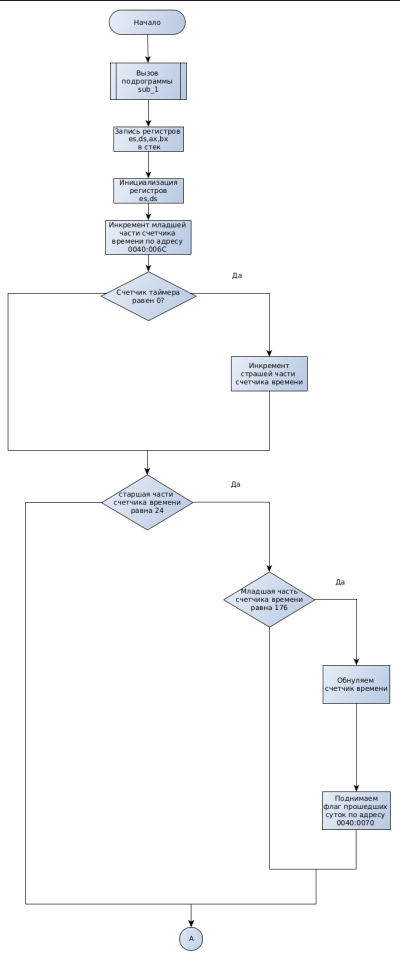 Начало
Вызов
подпрограммы
sub_1
Запись регистров
es,ds,ax,bx
в стек
Инициализация
регистров
es,ds
Инкремент младшей
части счетчика
времени по адресу
0040:006C
Да
Счетчик таймера
равен 0?
Инкремент
страшей части
счетчика времени
Да
старшая части
счетчика времени
равна 24
Да
Младшая часть
счетчика времени
равна 176
Обнуляем
счетчик времени
Поднимаем
флаг прошедших
суток по адресу
0040:0070
А